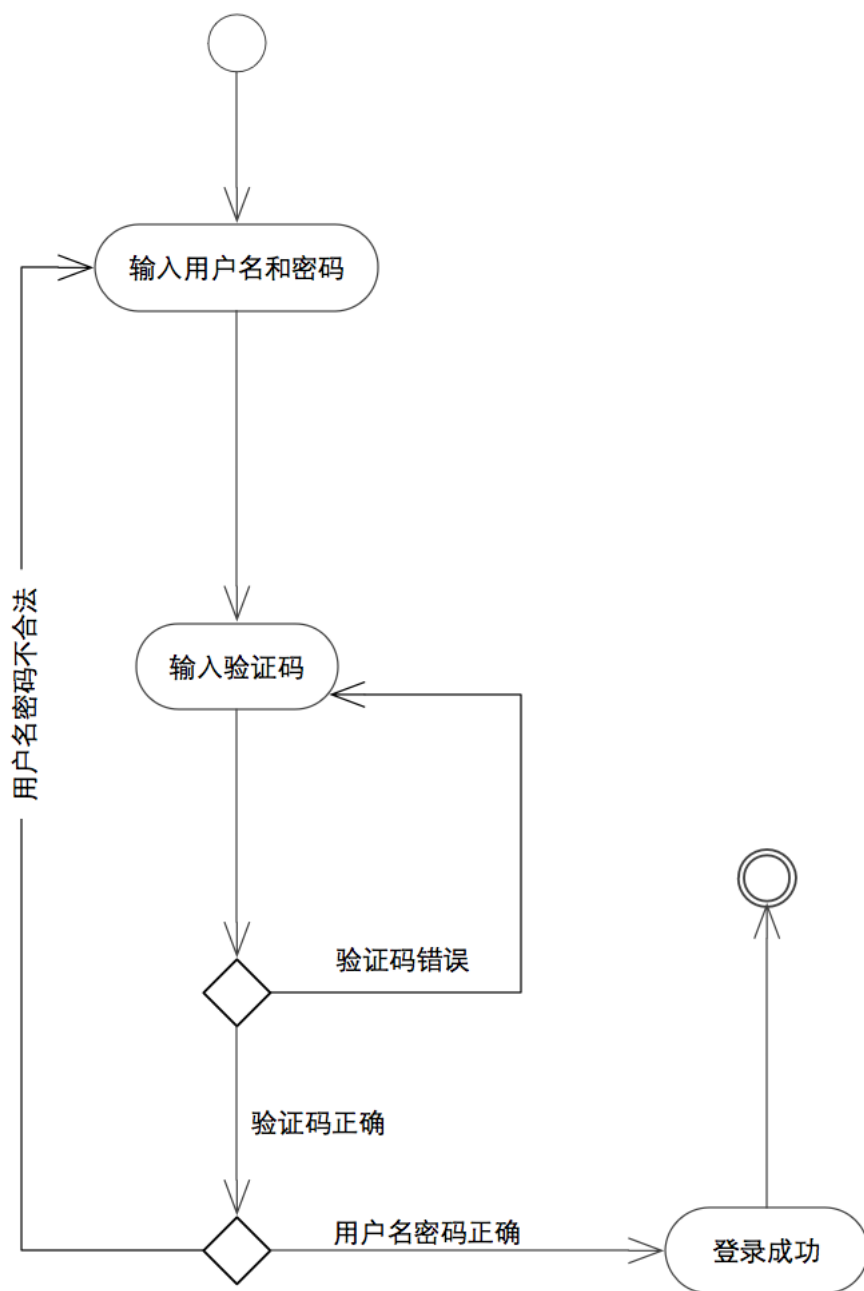 输入用户名和密码
用户名密码不合法
输入验证码
验证码错误
验证码正确
用户名密码正确
登录成功